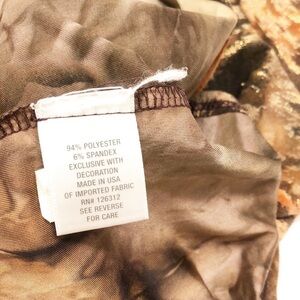 94% POLYESTER
6% SPANDEX
EXCLUSIVE WITH
DECORATION
MADE IN USA
OF IMPORTED FABRIC
RN# 126312
SEE REVERSE
FOR CARE